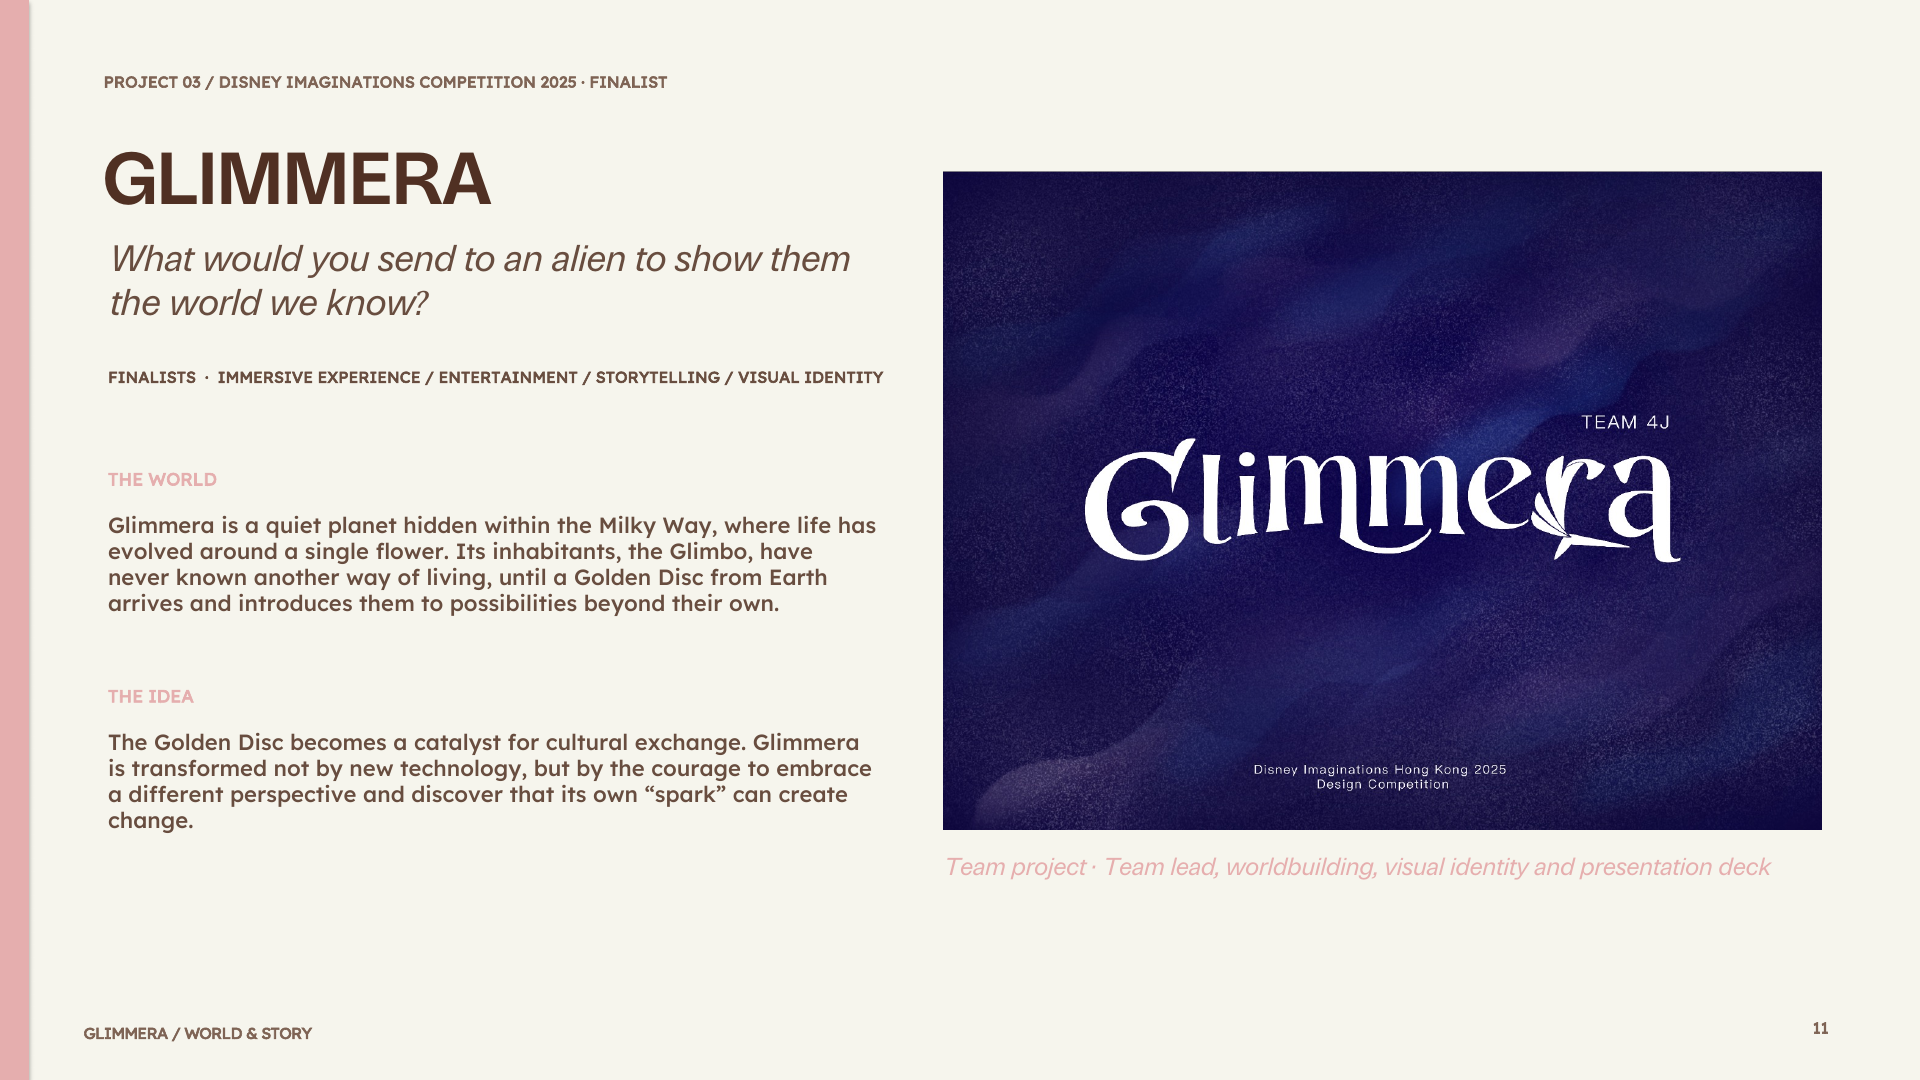 PROJECT 03 / DISNEY IMAGINATIONS COMPETITION 2025 · FINALIST
GLIMMERA
What would you send to an alien to show them
the world we know?
FINALISTS · IMMERSIVE EXPERIENCE / ENTERTAINMENT / STORYTELLING / VISUAL IDENTITY
THE WORLD
Glimmera is a quiet planet hidden within the Milky Way, where life has
evolved around a single flower. Its inhabitants, the Glimbo, have
never known another way of living, until a Golden Disc from Earth
arrives and introduces them to possibilities beyond their own.
THE IDEA
The Golden Disc becomes a catalyst for cultural exchange. Glimmera
is transformed not by new technology, but by the courage to embrace
a different perspective and discover that its own “spark” can create
change.
TEAM 4J
Glimmera
Disney Imaginations Hong Kong 2025
Design Competition
Team project · Team lead, worldbuilding, visual identity and presentation deck
GLIMMERA / WORLD & STORY
11